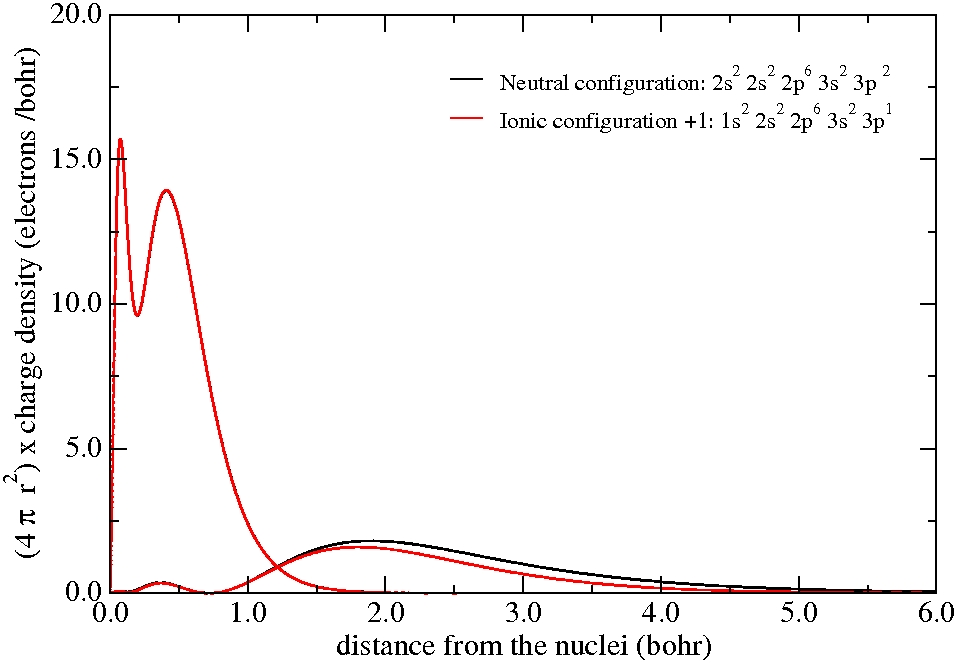 20.0
15.0
10.0
5.0
0.0
(4 π r²) x charge density (electrons /bohr)
Neutral configuration: 2s² 2s² 2p⁶ 3s² 3p ²
Ionic configuration +1: 1s² 2s² 2p⁶ 3s² 3p¹
0.0 1.0 2.0 3.0 4.0 5.0 6.0
distance from the nuclei (bohr)